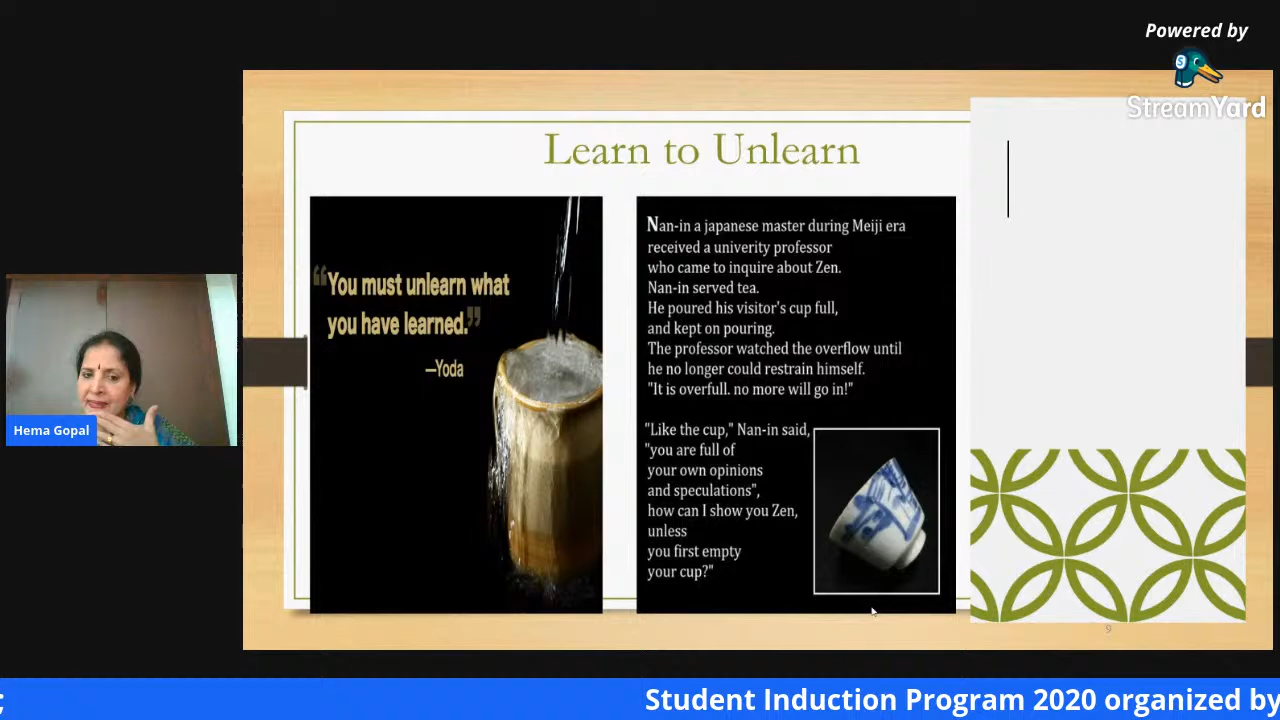 Powered by
StreamYard
Learn to Unlearn
“You must unlearn what
you have learned.”
—Yoda
Nan-in a japanese master during Meiji era
received a univerity professor
who came to inquire about Zen.
Nan-in served tea.
He poured his visitor's cup full,
and kept on pouring.
The professor watched the overflow until
he no longer could restrain himself.
"It is overfull. no more will go in!"
"Like the cup," Nan-in said,
"you are full of
your own opinions
and speculations",
how can I show you Zen,
unless
you first empty
your cup?"
Hema Gopal
9
Student Induction Program 2020 organized by